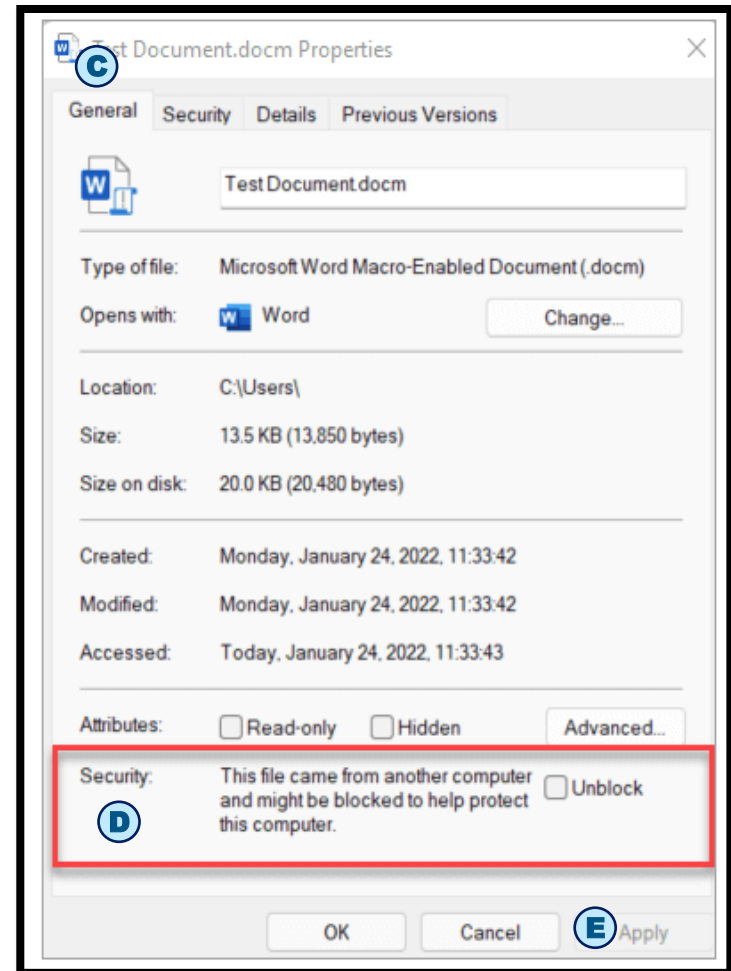 Test Document.docm Properties
C
General Security Details Previous Versions
W
Test Document.docm
Type of file: Microsoft Word Macro-Enabled Document (.docm)
Opens with: W Word Change...
Location: C:\Users\
Size: 13.5 KB (13,850 bytes)
Size on disk: 20.0 KB (20,480 bytes)
Created: Monday, January 24, 2022, 11:33:42
Modified: Monday, January 24, 2022, 11:33:42
Accessed: Today, January 24, 2022, 11:33:43
Attributes: Read-only Hidden Advanced...
Security: This file came from another computer Unblock
and might be blocked to help protect
this computer.
D
OK Cancel E Apply